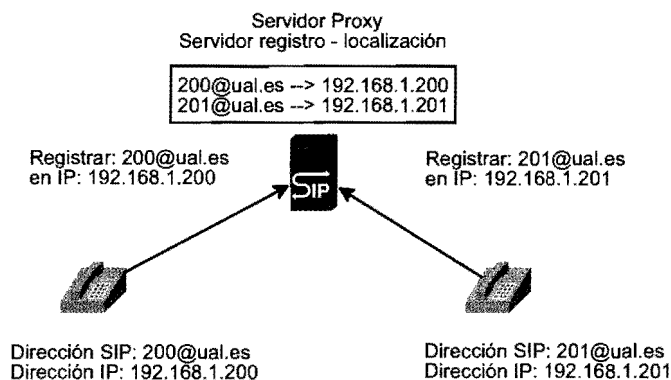 Servidor Proxy
Servidor registro - localización
200@ual.es --> 192.168.1.200
201@ual.es --> 192.168.1.201
Registrar: 200@ual.es
en IP: 192.168.1.200
Registrar: 201@ual.es
en IP: 192.168.1.201
SIP
Dirección SIP: 200@ual.es
Dirección IP: 192.168.1.200
Dirección SIP: 201@ual.es
Dirección IP: 192.168.1.201